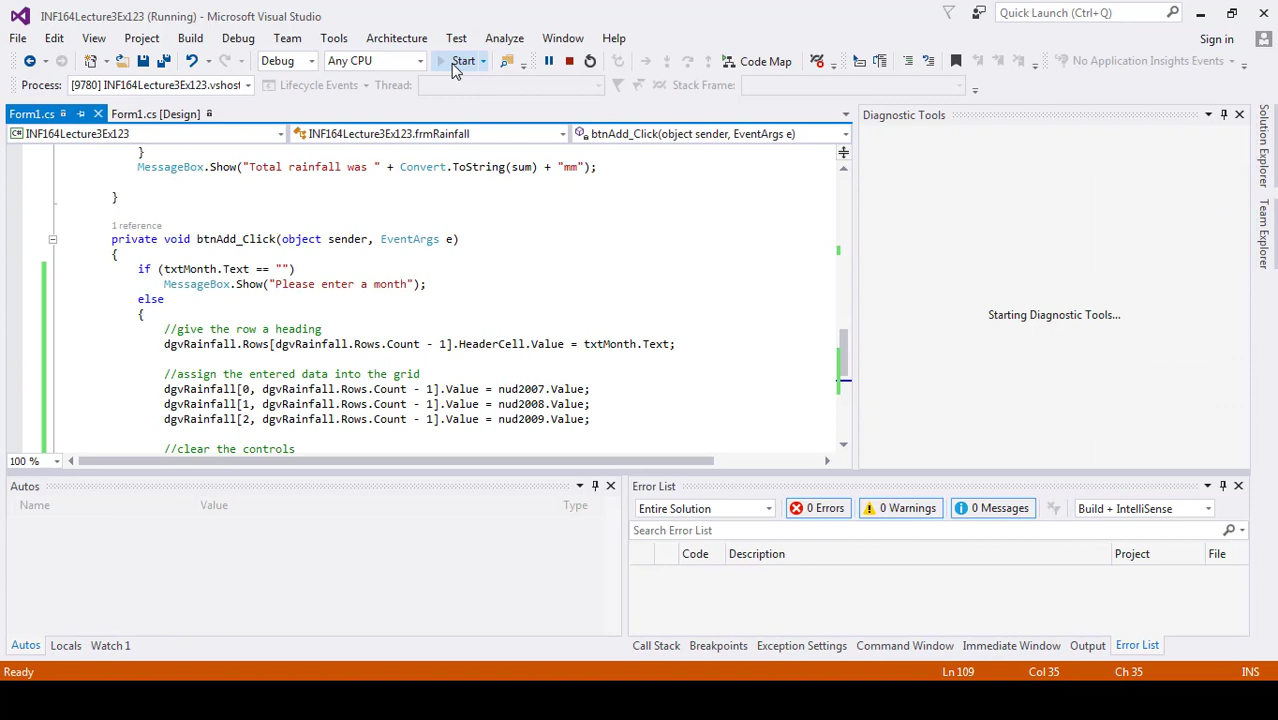 INF164Lecture3Ex123 (Running) - Microsoft Visual Studio
Quick Launch (Ctrl+Q)
File Edit View Project Build Debug Team Tools Test Architecture Analyze Window Help
Sign in
Debug Any CPU Start Code Map No Application Insights Events
Process: [9780] INF164Lecture3Ex123.vshost Lifecycle Events Thread: Stack Frame:
Form1.cs Form1.cs [Design]
Diagnostic Tools
INF164Lecture3Ex123 INF164Lecture3Ex123.frmRainfall btnAdd_Click(object sender, EventArgs e)
}
MessageBox.Show("Total rainfall was " + Convert.ToString(sum) + "mm");
}
1 reference
private void btnAdd_Click(object sender, EventArgs e)
{
if (txtMonth.Text == "")
MessageBox.Show("Please enter a month");
else
{
//give the row a heading
dgvRainfall.Rows[dgvRainfall.Rows.Count - 1].HeaderCell.Value = txtMonth.Text;
//assign the entered data into the grid
dgvRainfall[0, dgvRainfall.Rows.Count - 1].Value = nud2007.Value;
dgvRainfall[1, dgvRainfall.Rows.Count - 1].Value = nud2008.Value;
dgvRainfall[2, dgvRainfall.Rows.Count - 1].Value = nud2009.Value;
//clear the controls
100 %
Starting Diagnostic Tools...
Solution Explorer
Team Explorer
Autos
Name Value Type
Autos Locals Watch 1
Error List
Entire Solution 0 Errors 0 Warnings 0 Messages Build + IntelliSense
Search Error List
Code Description Project File
Call Stack Breakpoints Exception Settings Command Window Immediate Window Output Error List
Ready Ln 109 Col 35 Ch 35 INS